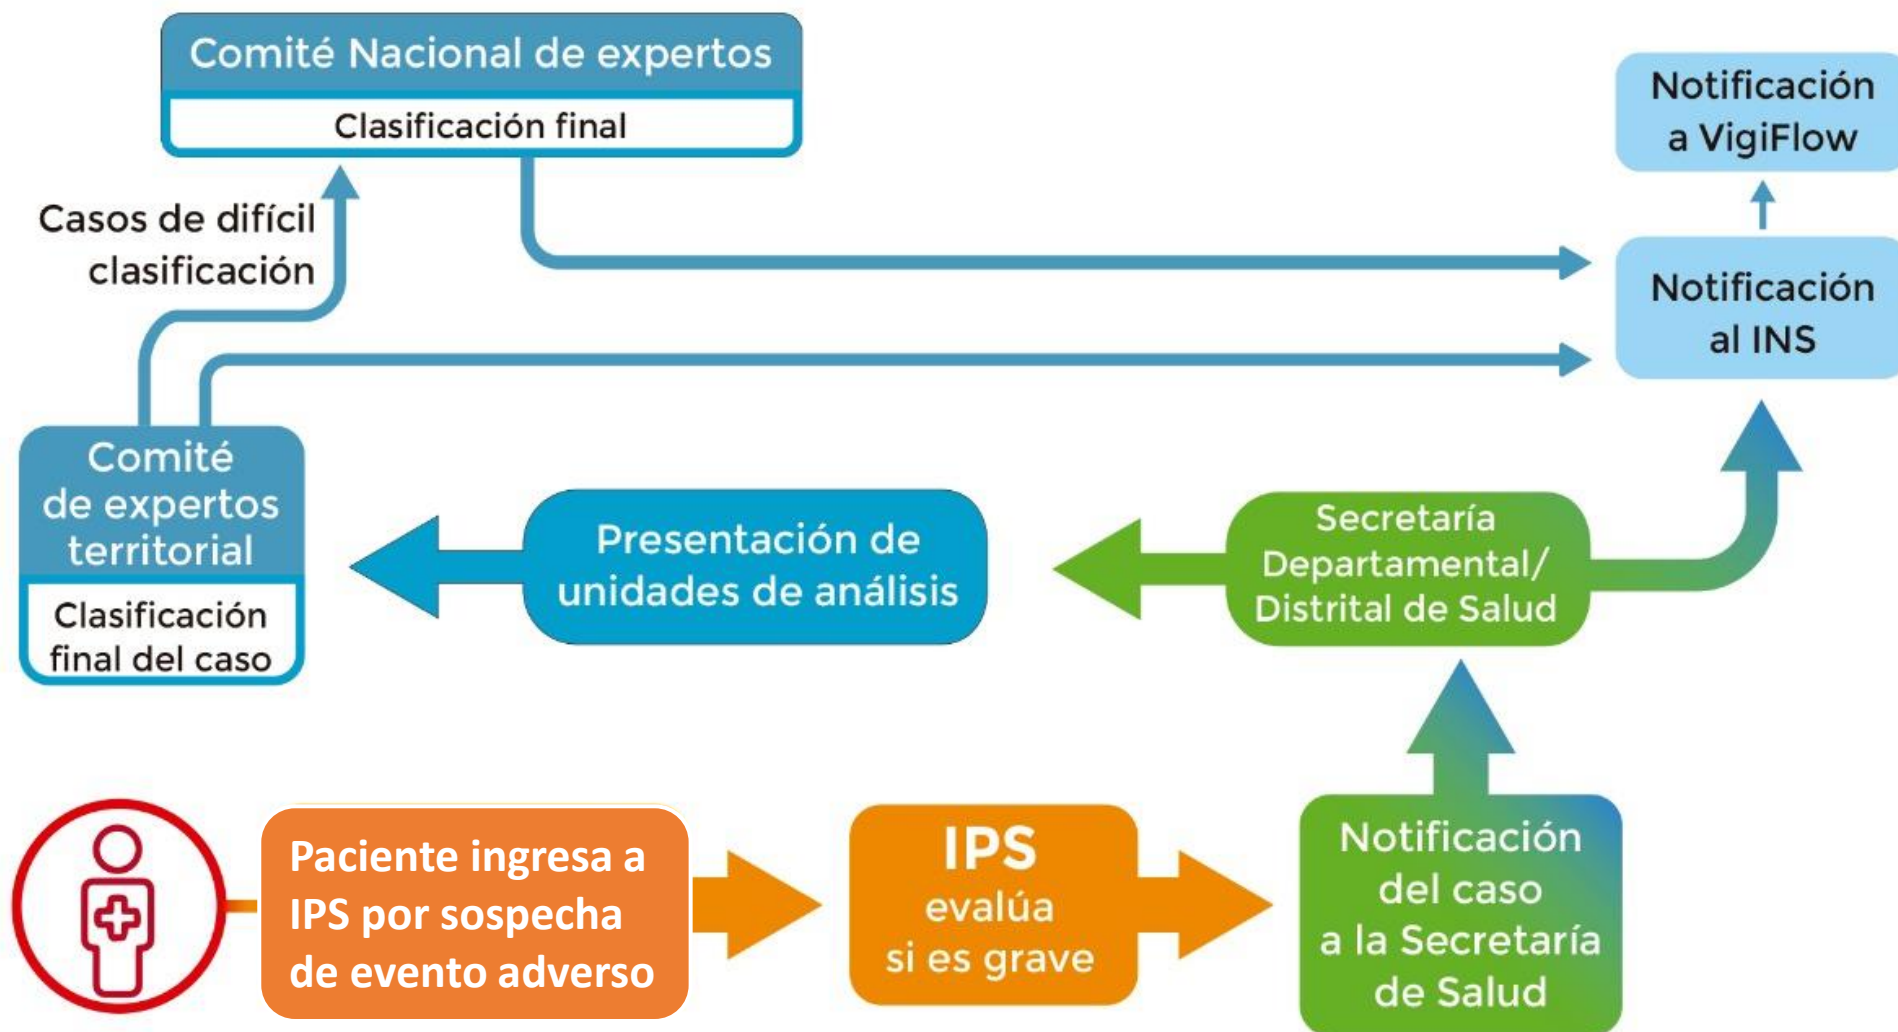 Comité Nacional de expertos
Clasificación final
Notificación
a VigiFlow
Casos de difícil
clasificación
Notificación
al INS
Comité
de expertos
territorial
Clasificación
final del caso
Presentación de
unidades de análisis
Secretaría
Departamental/
Distrital de Salud
Paciente ingresa a
IPS por sospecha
de evento adverso
IPS
evalúa
si es grave
Notificación
del caso
a la Secretaría
de Salud